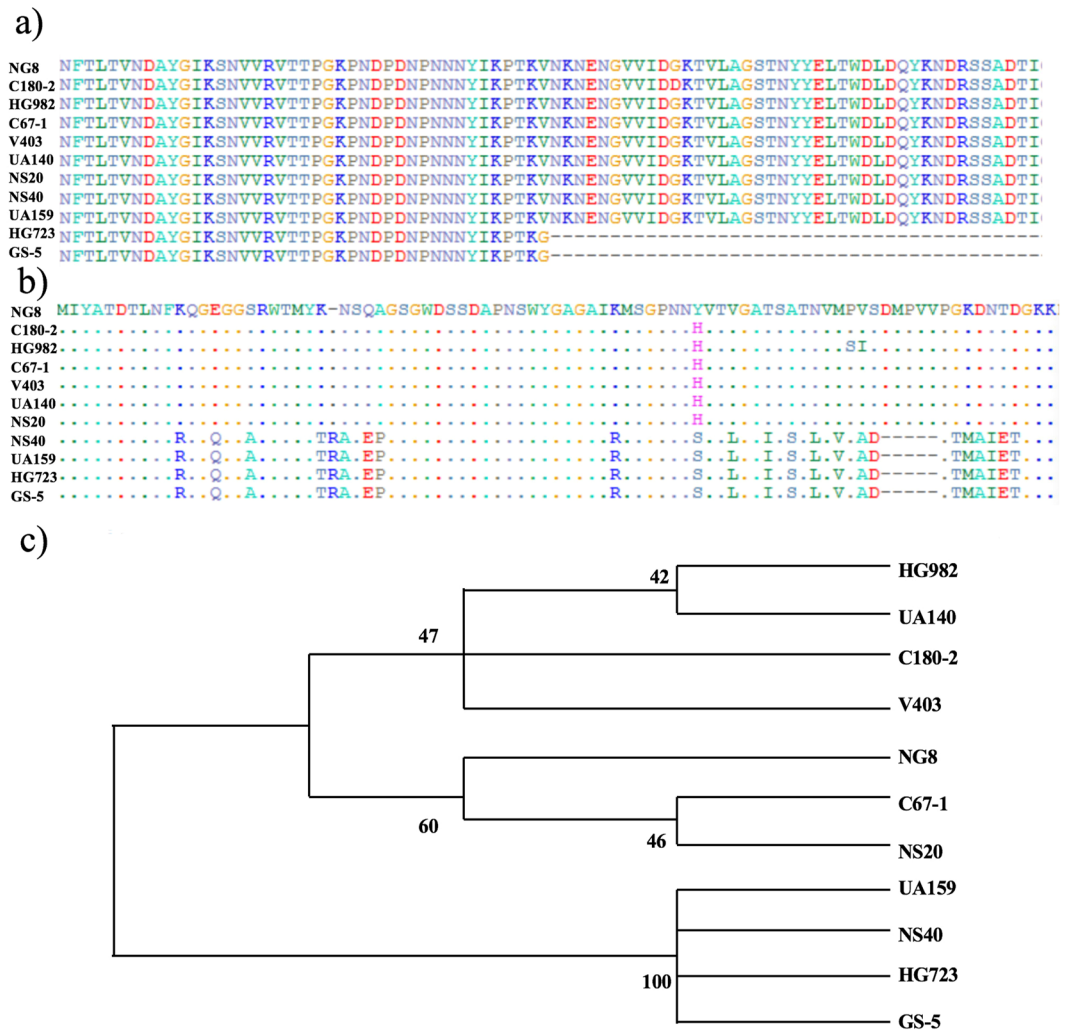 a)
NG8 NFTLTVNDAYGIKSNVVRVTTPGKPNDPDNPNNNYIKPTKVNKNENGVVIDGKTVLAGSTNYYELTWDLDQYKNDRSSADTI
C180-2 NFTLTVNDAYGIKSNVVRVTTPGKPNDPDNPNNNYIKPTKVNKNENGVVIDDKTVLAGSTNYYELTWDLDQYKNDRSSADTI
HG982 NFTLTVNDAYGIKSNVVRVTTPGKPNDPDNPNNNYIKPTKVNKNENGVVIDGKTVLAGSTNYYELTWDLDQYKNDRSSADTI
C67-1 NFTLTVNDAYGIKSNVVRVTTPGKPNDPDNPNNNYIKPTKVNKNENGVVIDGKTVLAGSTNYYELTWDLDQYKNDRSSADTI
V403 NFTLTVNDAYGIKSNVVRVTTPGKPNDPDNPNNNYIKPTKVNKNENGVVIDGKTVLAGSTNYYELTWDLDQYKNDRSSADTI
UA140 NFTLTVNDAYGIKSNVVRVTTPGKPNDPDNPNNNYIKPTKVNKNENGVVIDGKTVLAGSTNYYELTWDLDQYKNDRSSADTI
NS20 NFTLTVNDAYGIKSNVVRVTTPGKPNDPDNPNNNYIKPTKVNKNENGVVIDGKTVLAGSTNYYELTWDLDQYKNDRSSADTI
NS40 NFTLTVNDAYGIKSNVVRVTTPGKPNDPDNPNNNYIKPTKVNKNENGVVIDGKTVLAGSTNYYELTWDLDQYKNDRSSADTI
UA159 NFTLTVNDAYGIKSNVVRVTTPGKPNDPDNPNNNYIKPTKVNKNENGVVIDGKTVLAGSTNYYELTWDLDQYKNDRSSADTI
HG723 NFTLTVNDAYGIKSNVVRVTTPGKPNDPDNPNNNYIKPTKG-----------------------------------------
GS-5 NFTLTVNDAYGIKSNVVRVTTPGKPNDPDNPNNNYIKPTKG-----------------------------------------
b)
NG8 MIYATDTLNFKQGEGGSRWTMYK-NSQAGSGWDSSDAPNSWYGAGAIKMSGPNNYVTVGATSATNVMPVSDMPVVPGKDNTDGKK
C180-2 ......................................................H..............................
HG982 ......................................................H............SI................
C67-1 ......................................................H..............................
V403 ......................................................H..............................
UA140 ......................................................H..............................
NS20 ......................................................H..............................
NS40 ..........R..Q..A.....TRA.EP...................R......S..L..I.S.L.V.AD-----.TMAIET...
UA159 ..........R..Q..A.....TRA.EP...................R......S..L..I.S.L.V.AD-----.TMAIET...
HG723 ..........R..Q..A.....TRA.EP...................R......S..L..I.S.L.V.AD-----.TMAIET...
GS-5 ..........R..Q..A.....TRA.EP...................R......S..L..I.S.L.V.AD-----.TMAIET...
c)
HG982
42
UA140
47
C180-2
V403
NG8
C67-1
60
46
NS20
UA159
NS40
HG723
100
GS-5